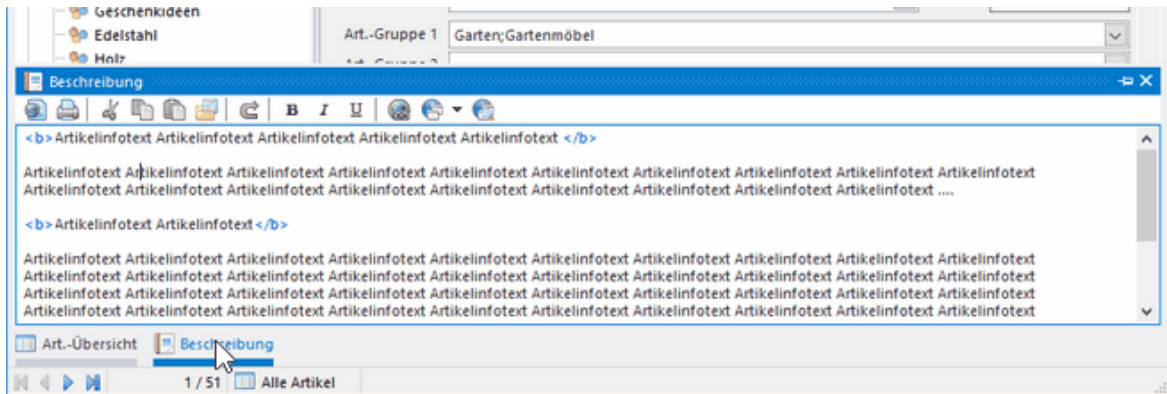 Geschenkideen
Edelstahl
Art.-Gruppe 1 Garten;Gartenmöbel
Holz
Art.-Gruppe 2
Beschreibung
B I U
<b>Artikelinfotext Artikelinfotext Artikelinfotext Artikelinfotext Artikelinfotext </b>
Artikelinfotext Artikelinfotext Artikelinfotext Artikelinfotext Artikelinfotext Artikelinfotext Artikelinfotext Artikelinfotext Artikelinfotext Artikelinfotext
Artikelinfotext Artikelinfotext Artikelinfotext Artikelinfotext Artikelinfotext Artikelinfotext Artikelinfotext Artikelinfotext Artikelinfotext ....
<b>Artikelinfotext Artikelinfotext</b>
Artikelinfotext Artikelinfotext Artikelinfotext Artikelinfotext Artikelinfotext Artikelinfotext Artikelinfotext Artikelinfotext Artikelinfotext Artikelinfotext
Artikelinfotext Artikelinfotext Artikelinfotext Artikelinfotext Artikelinfotext Artikelinfotext Artikelinfotext Artikelinfotext Artikelinfotext Artikelinfotext
Artikelinfotext Artikelinfotext Artikelinfotext Artikelinfotext Artikelinfotext Artikelinfotext Artikelinfotext Artikelinfotext Artikelinfotext Artikelinfotext
Artikelinfotext Artikelinfotext Artikelinfotext Artikelinfotext Artikelinfotext Artikelinfotext Artikelinfotext Artikelinfotext Artikelinfotext Artikelinfotext
Art.-Übersicht Beschreibung
1 / 51 Alle Artikel